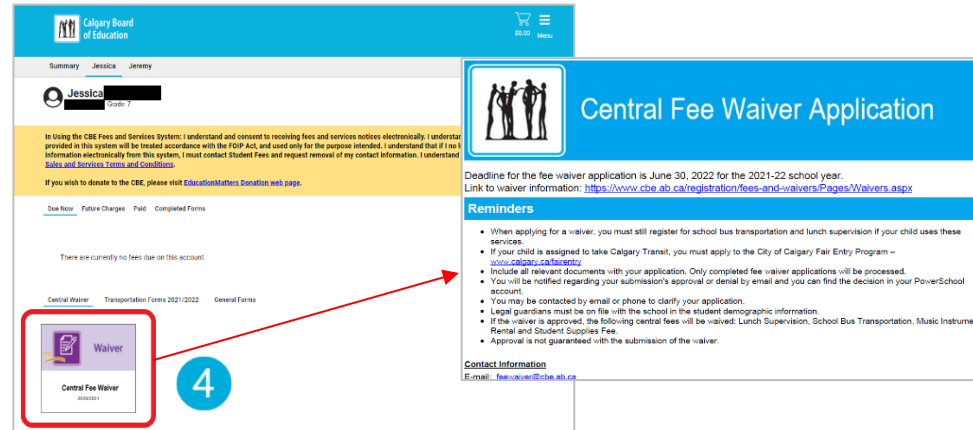 Calgary Board
of Education
$0.00 Menu
Summary Jessica Jeremy
Jessica
Grade: 7
In Using the CBE Fees and Services System: I understand and consent to receiving fees and services notices electronically. I understan
provided in this system will be treated accordance with the FOIP Act, and used only for the purpose intended. I understand that if I no l
information electronically from this system, I must contact Student Fees and request removal of my contact information. I understand
Sales and Services Terms and Conditions.
If you wish to donate to the CBE, please visit EducationMatters Donation web page.
Due Now Future Charges Paid Completed Forms
There are currently no fees due on this account.
Central Waiver Transportation Forms 2021/2022 General Forms
Waiver
Central Fee Waiver
2020/2021
4
Central Fee Waiver Application
Deadline for the fee waiver application is June 30, 2022 for the 2021-22 school year.
Link to waiver information: https://www.cbe.ab.ca/registration/fees-and-waivers/Pages/Waivers.aspx
Reminders
• When applying for a waiver, you must still register for school bus transportation and lunch supervision if your child uses these
services.
• If your child is assigned to take Calgary Transit, you must apply to the City of Calgary Fair Entry Program –
www.calgary.ca/fairentry
• Include all relevant documents with your application. Only completed fee waiver applications will be processed.
• You will be notified regarding your submission's approval or denial by email and you can find the decision in your PowerSchool
account.
• You may be contacted by email or phone to clarify your application.
• Legal guardians must be on file with the school in the student demographic information.
• If the waiver is approved, the following central fees will be waived: Lunch Supervision, School Bus Transportation, Music Instrume
Rental and Student Supplies Fee.
• Approval is not guaranteed with the submission of the waiver.
Contact Information
E-mail: feewaiver@cbe.ab.ca